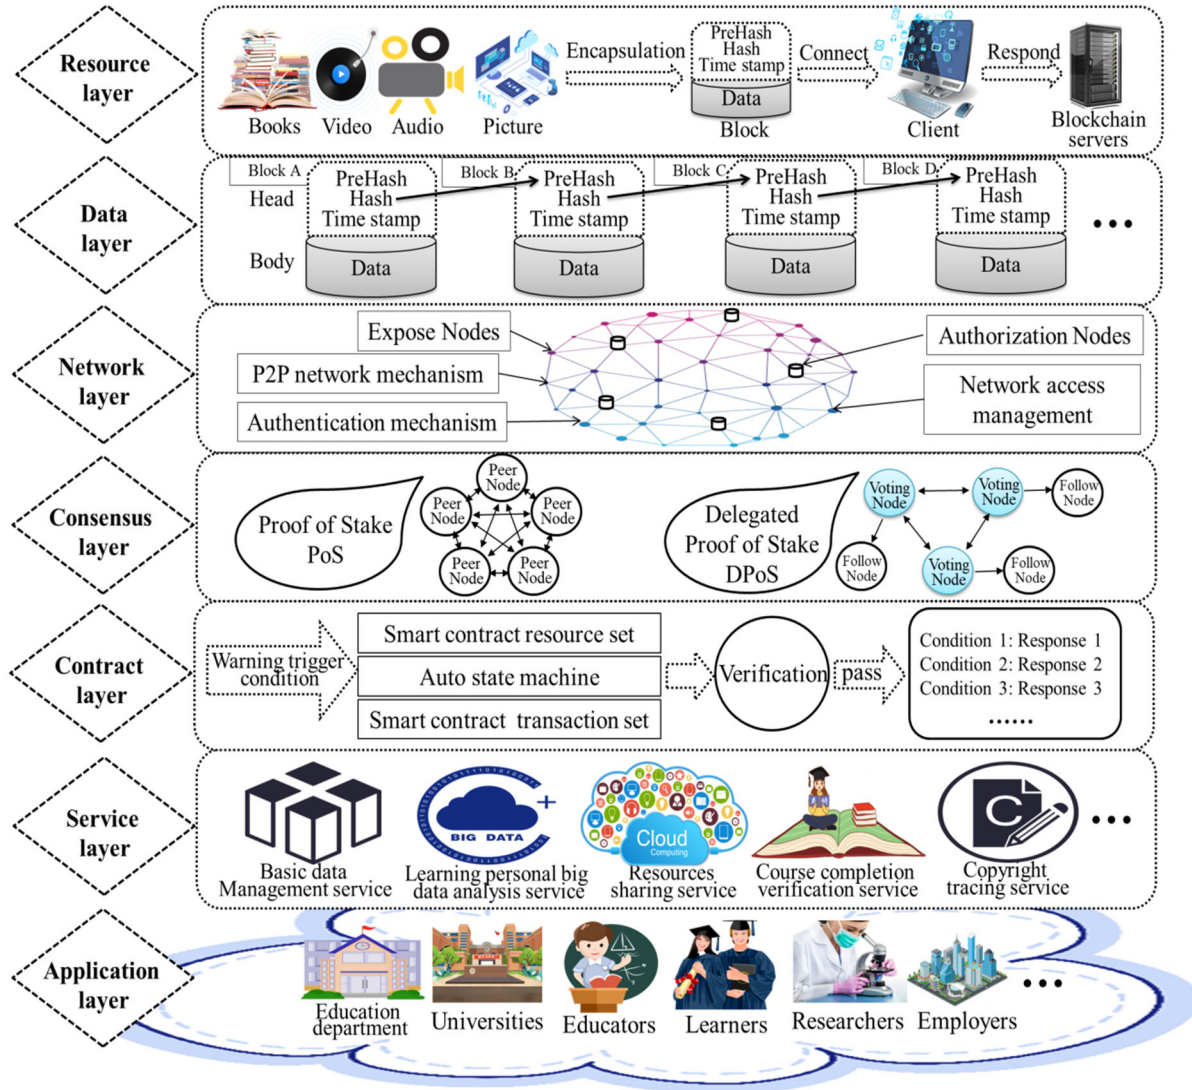 Resource
layer
Books
Video
Audio
Picture
Encapsulation
PreHash
Hash
Time stamp
Data
Block
Connect
Client
Respond
Blockchain
servers
Data
layer
Head
Body
Block A
PreHash
Hash
Time stamp
Data
Block B
PreHash
Hash
Time stamp
Data
Block C
PreHash
Hash
Time stamp
Data
Block D
PreHash
Hash
Time stamp
Data
...
Network
layer
Expose Nodes
P2P network mechanism
Authentication mechanism
Authorization Nodes
Network access
management
Consensus
layer
Proof of Stake
PoS
Peer
Node
Peer
Node
Peer
Node
Peer
Node
Peer
Node
Delegated
Proof of Stake
DPoS
Voting
Node
Voting
Node
Follow
Node
Follow
Node
Voting
Node
Follow
Node
Contract
layer
Warning trigger
condition
Smart contract resource set
Auto state machine
Smart contract transaction set
Verification
pass
Condition 1: Response 1
Condition 2: Response 2
Condition 3: Response 3
......
Service
layer
Basic data
Management service
BIG DATA
Learning personal big
data analysis service
Cloud
Computing
Resources
sharing service
Course completion
verification service
C
Copyright
tracing service
...
Application
layer
Education
department
Universities
Educators
Learners
Researchers
Employers
...